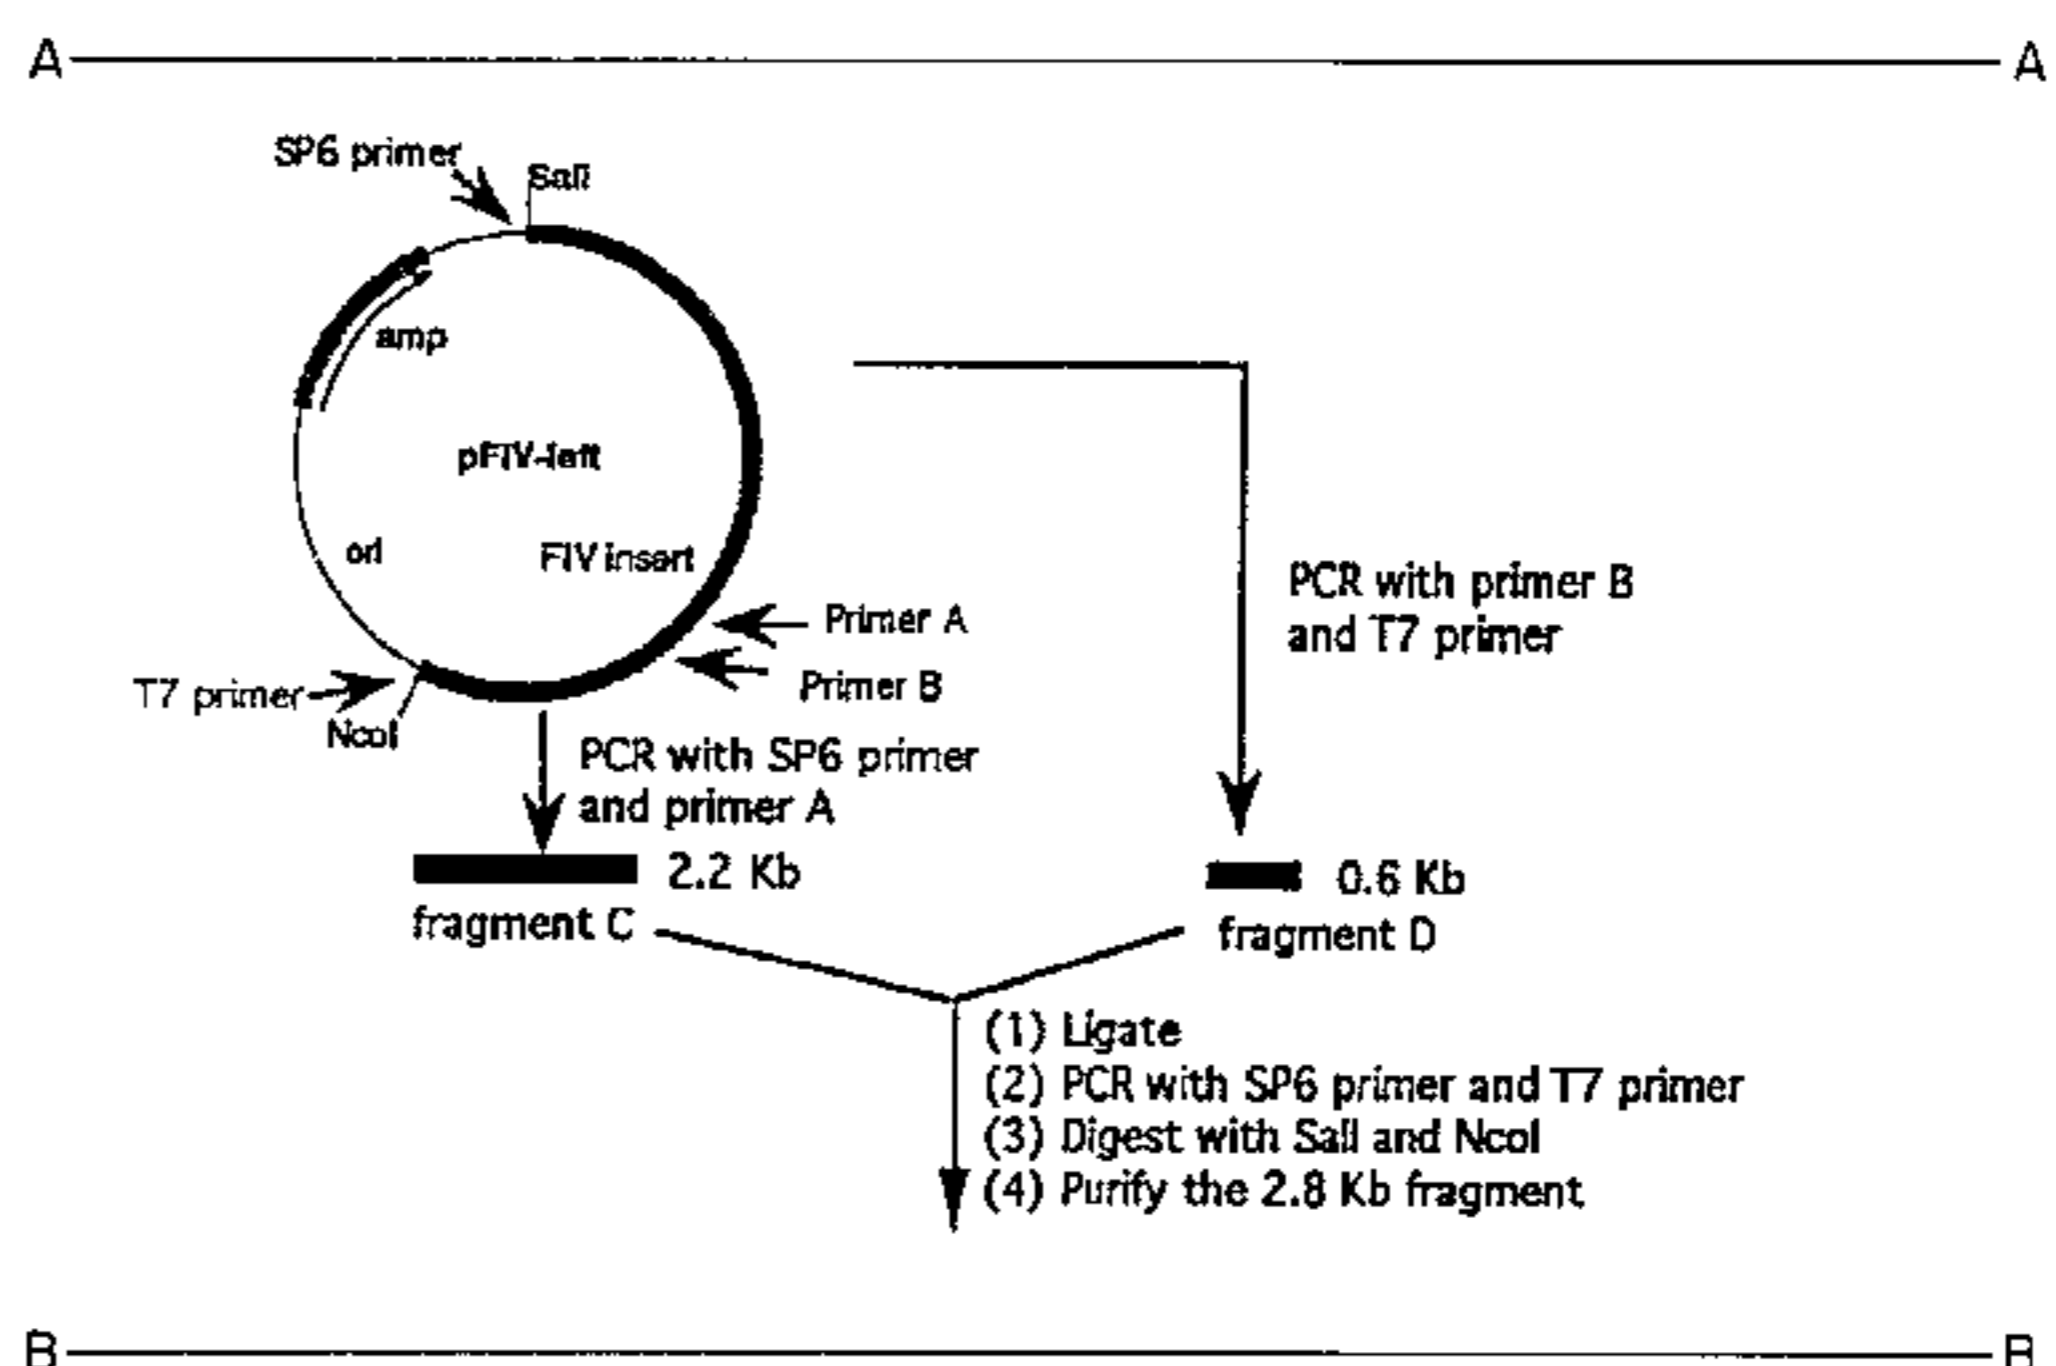 A A
SP6 primer
SalI
amp
pFIV-left
ori
FIV insert
Primer A
Primer B
T7 primer
NcoI
PCR with primer B
and T7 primer
PCR with SP6 primer
and primer A
2.2 Kb
fragment C
0.6 Kb
fragment D
(1) Ligate
(2) PCR with SP6 primer and T7 primer
(3) Digest with SalI and NcoI
(4) Purify the 2.8 Kb fragment
B B